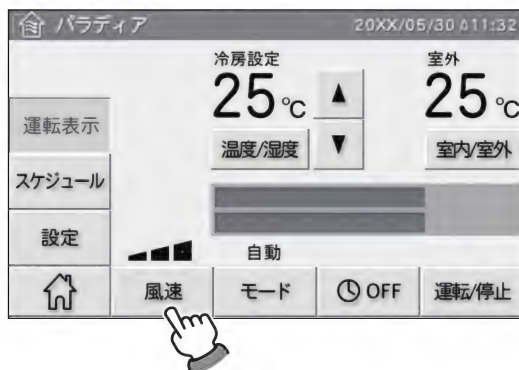 パラディア
20XX/05/30 A11:32
冷房設定
室外
25℃
▲
25℃
運転表示
温度/湿度
▼
室内/室外
スケジュール
設定
自動
風速
モード
OFF
運転/停止